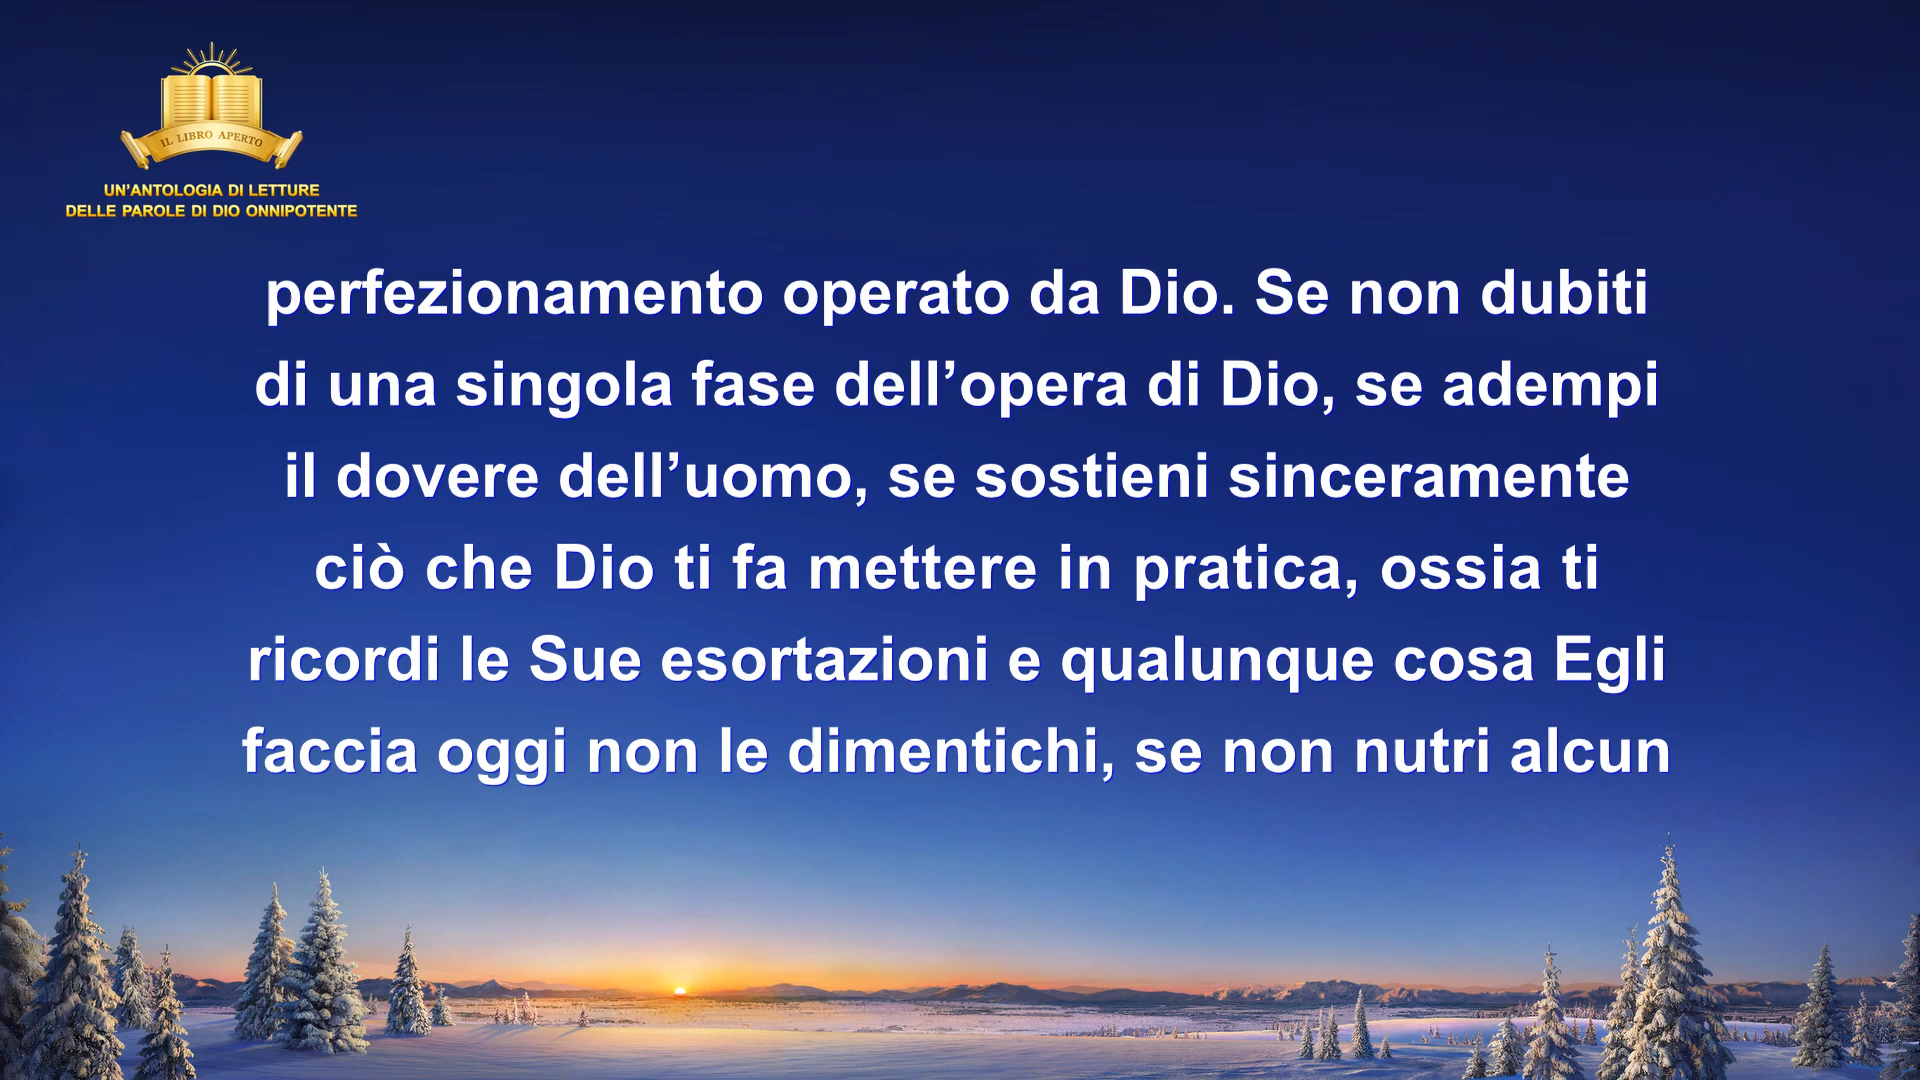 IL LIBRO APERTO
UN’ANTOLOGIA DI LETTURE
DELLE PAROLE DI DIO ONNIPOTENTE
perfezionamento operato da Dio. Se non dubiti
di una singola fase dell’opera di Dio, se adempi
il dovere dell’uomo, se sostieni sinceramente
ciò che Dio ti fa mettere in pratica, ossia ti
ricordi le Sue esortazioni e qualunque cosa Egli
faccia oggi non le dimentichi, se non nutri alcun